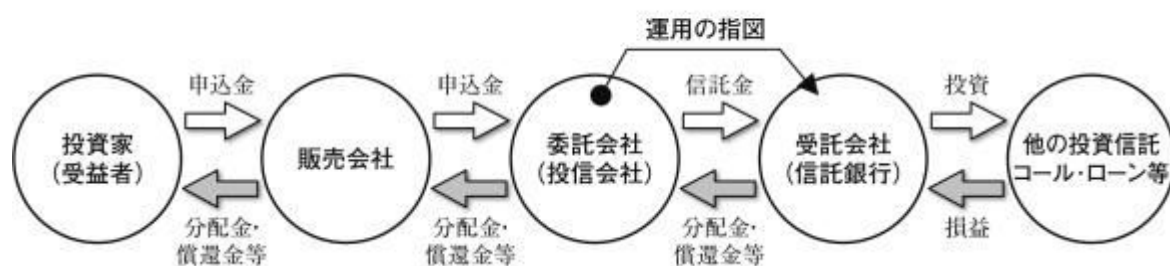 運用の指図
申込金
申込金
信託金
投資
投資家
(受益者)
販売会社
委託会社
(投信会社)
受託会社
(信託銀行)
他の投資信託
コール・ローン等
分配金・
償還金等
分配金・
償還金等
分配金・
償還金等
損益